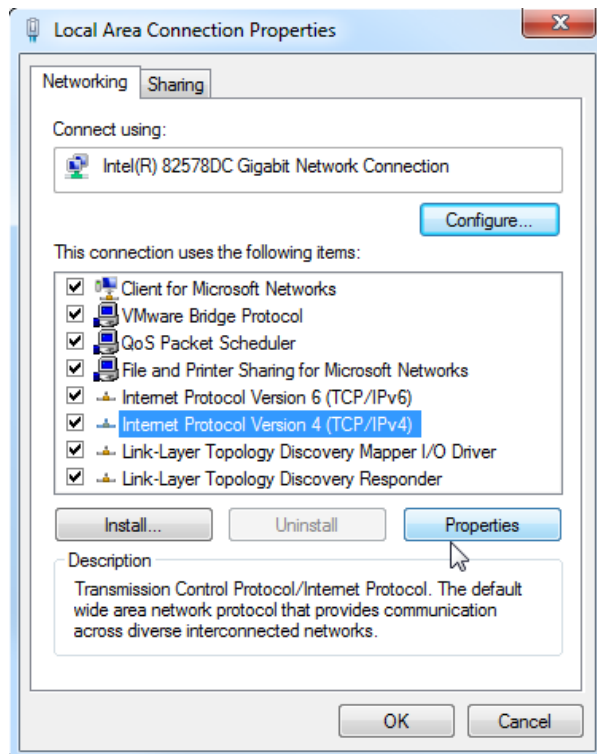 Local Area Connection Properties
Networking
Sharing
Connect using:
Intel(R) 82578DC Gigabit Network Connection
Configure...
This connection uses the following items:
Client for Microsoft Networks
VMware Bridge Protocol
QoS Packet Scheduler
File and Printer Sharing for Microsoft Networks
Internet Protocol Version 6 (TCP/IPv6)
Internet Protocol Version 4 (TCP/IPv4)
Link-Layer Topology Discovery Mapper I/O Driver
Link-Layer Topology Discovery Responder
Install...
Uninstall
Properties
Description
Transmission Control Protocol/Internet Protocol. The default
wide area network protocol that provides communication
across diverse interconnected networks.
OK
Cancel